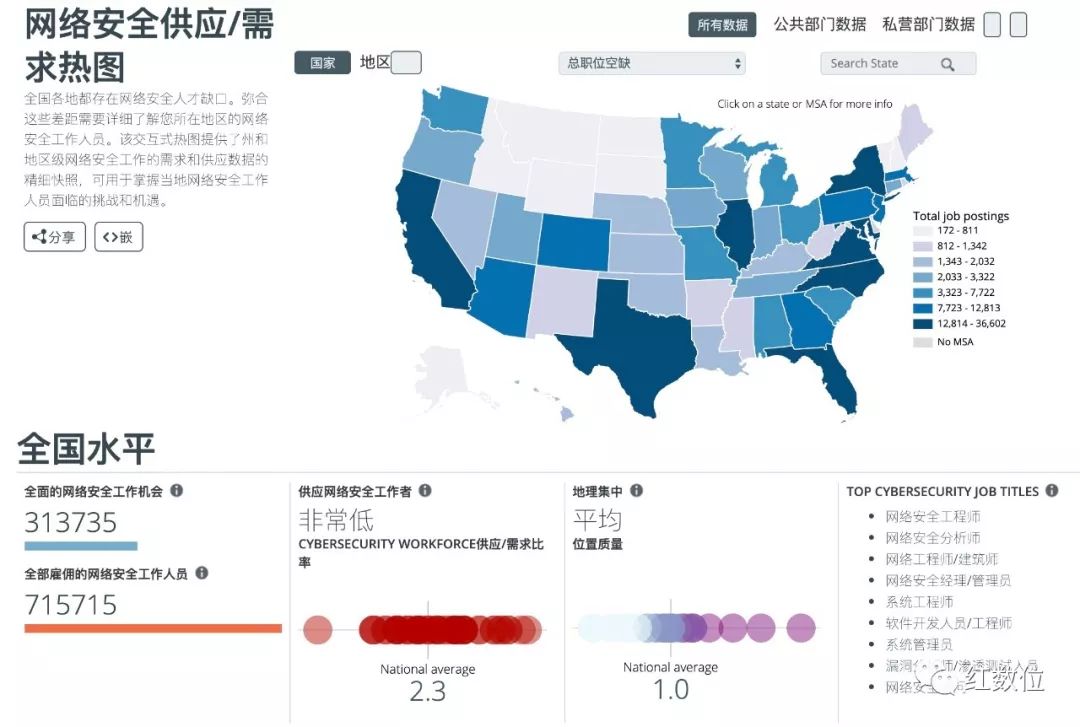 网络安全供应/需
求热图
全国各地都存在网络安全人才缺口。弥合
这些差距需要详细了解您所在地区的网络
安全工作人员。该交互式热图提供了州和
地区级网络安全工作的需求和供应数据的
精细快照，可用于掌握当地网络安全工作
人员面临的挑战和机遇。
分享
<>嵌
所有数据 公共部门数据 私营部门数据
国家 地区 总职位空缺 Search State
Click on a state or MSA for more info
Total job postings
172 - 811
812 - 1,342
1,343 - 2,032
2,033 - 3,322
3,323 - 7,722
7,723 - 12,813
12,814 - 36,602
No MSA
全国水平
全面的网络安全工作机会
313735
全部雇佣的网络安全工作人员
715715
供应网络安全工作者
非常低
CYBERSECURITY WORKFORCE供应/需求比
率
National average
2.3
地理集中
平均
位置质量
National average
1.0
TOP CYBERSECURITY JOB TITLES
网络安全工程师
网络安全分析师
网络工程师/建筑师
网络安全经理/管理员
系统工程师
软件开发人员/工程师
系统管理员
漏洞 师/渗透测试人员
网络安
红数位